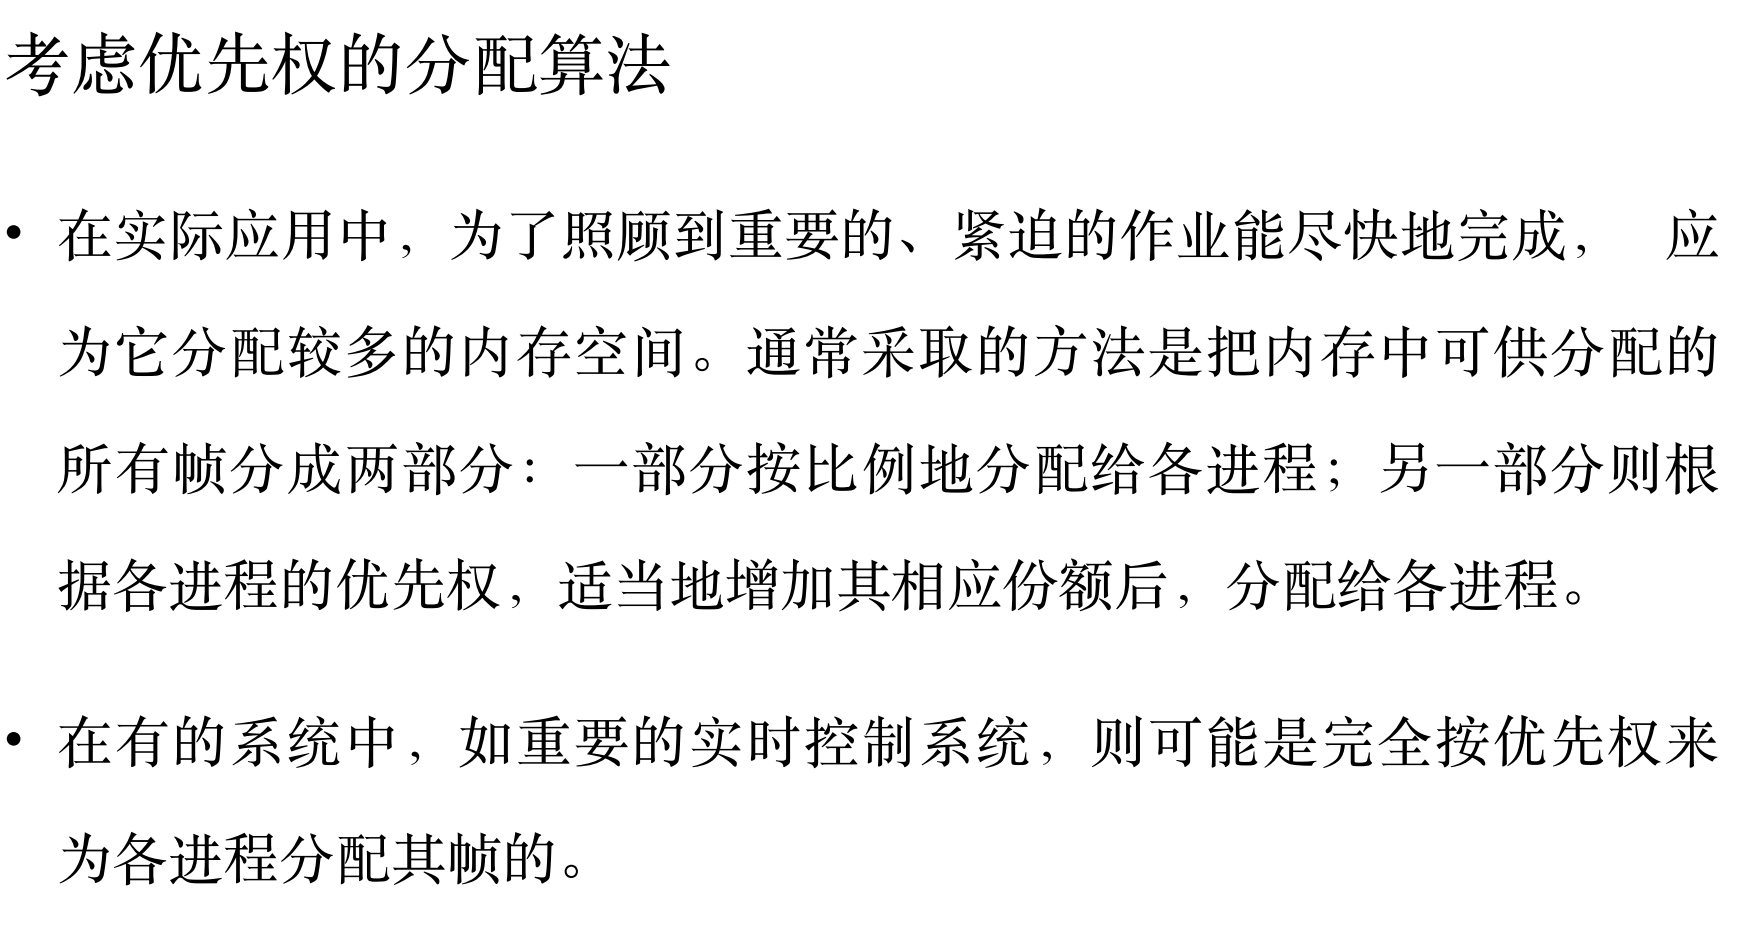 考虑优先权的分配算法
• 在实际应用中，为了照顾到重要的、紧迫的作业能尽快地完成， 应
为它分配较多的内存空间。通常采取的方法是把内存中可供分配的
所有帧分成两部分：一部分按比例地分配给各进程；另一部分则根
据各进程的优先权，适当地增加其相应份额后，分配给各进程。
• 在有的系统中，如重要的实时控制系统，则可能是完全按优先权来
为各进程分配其帧的。